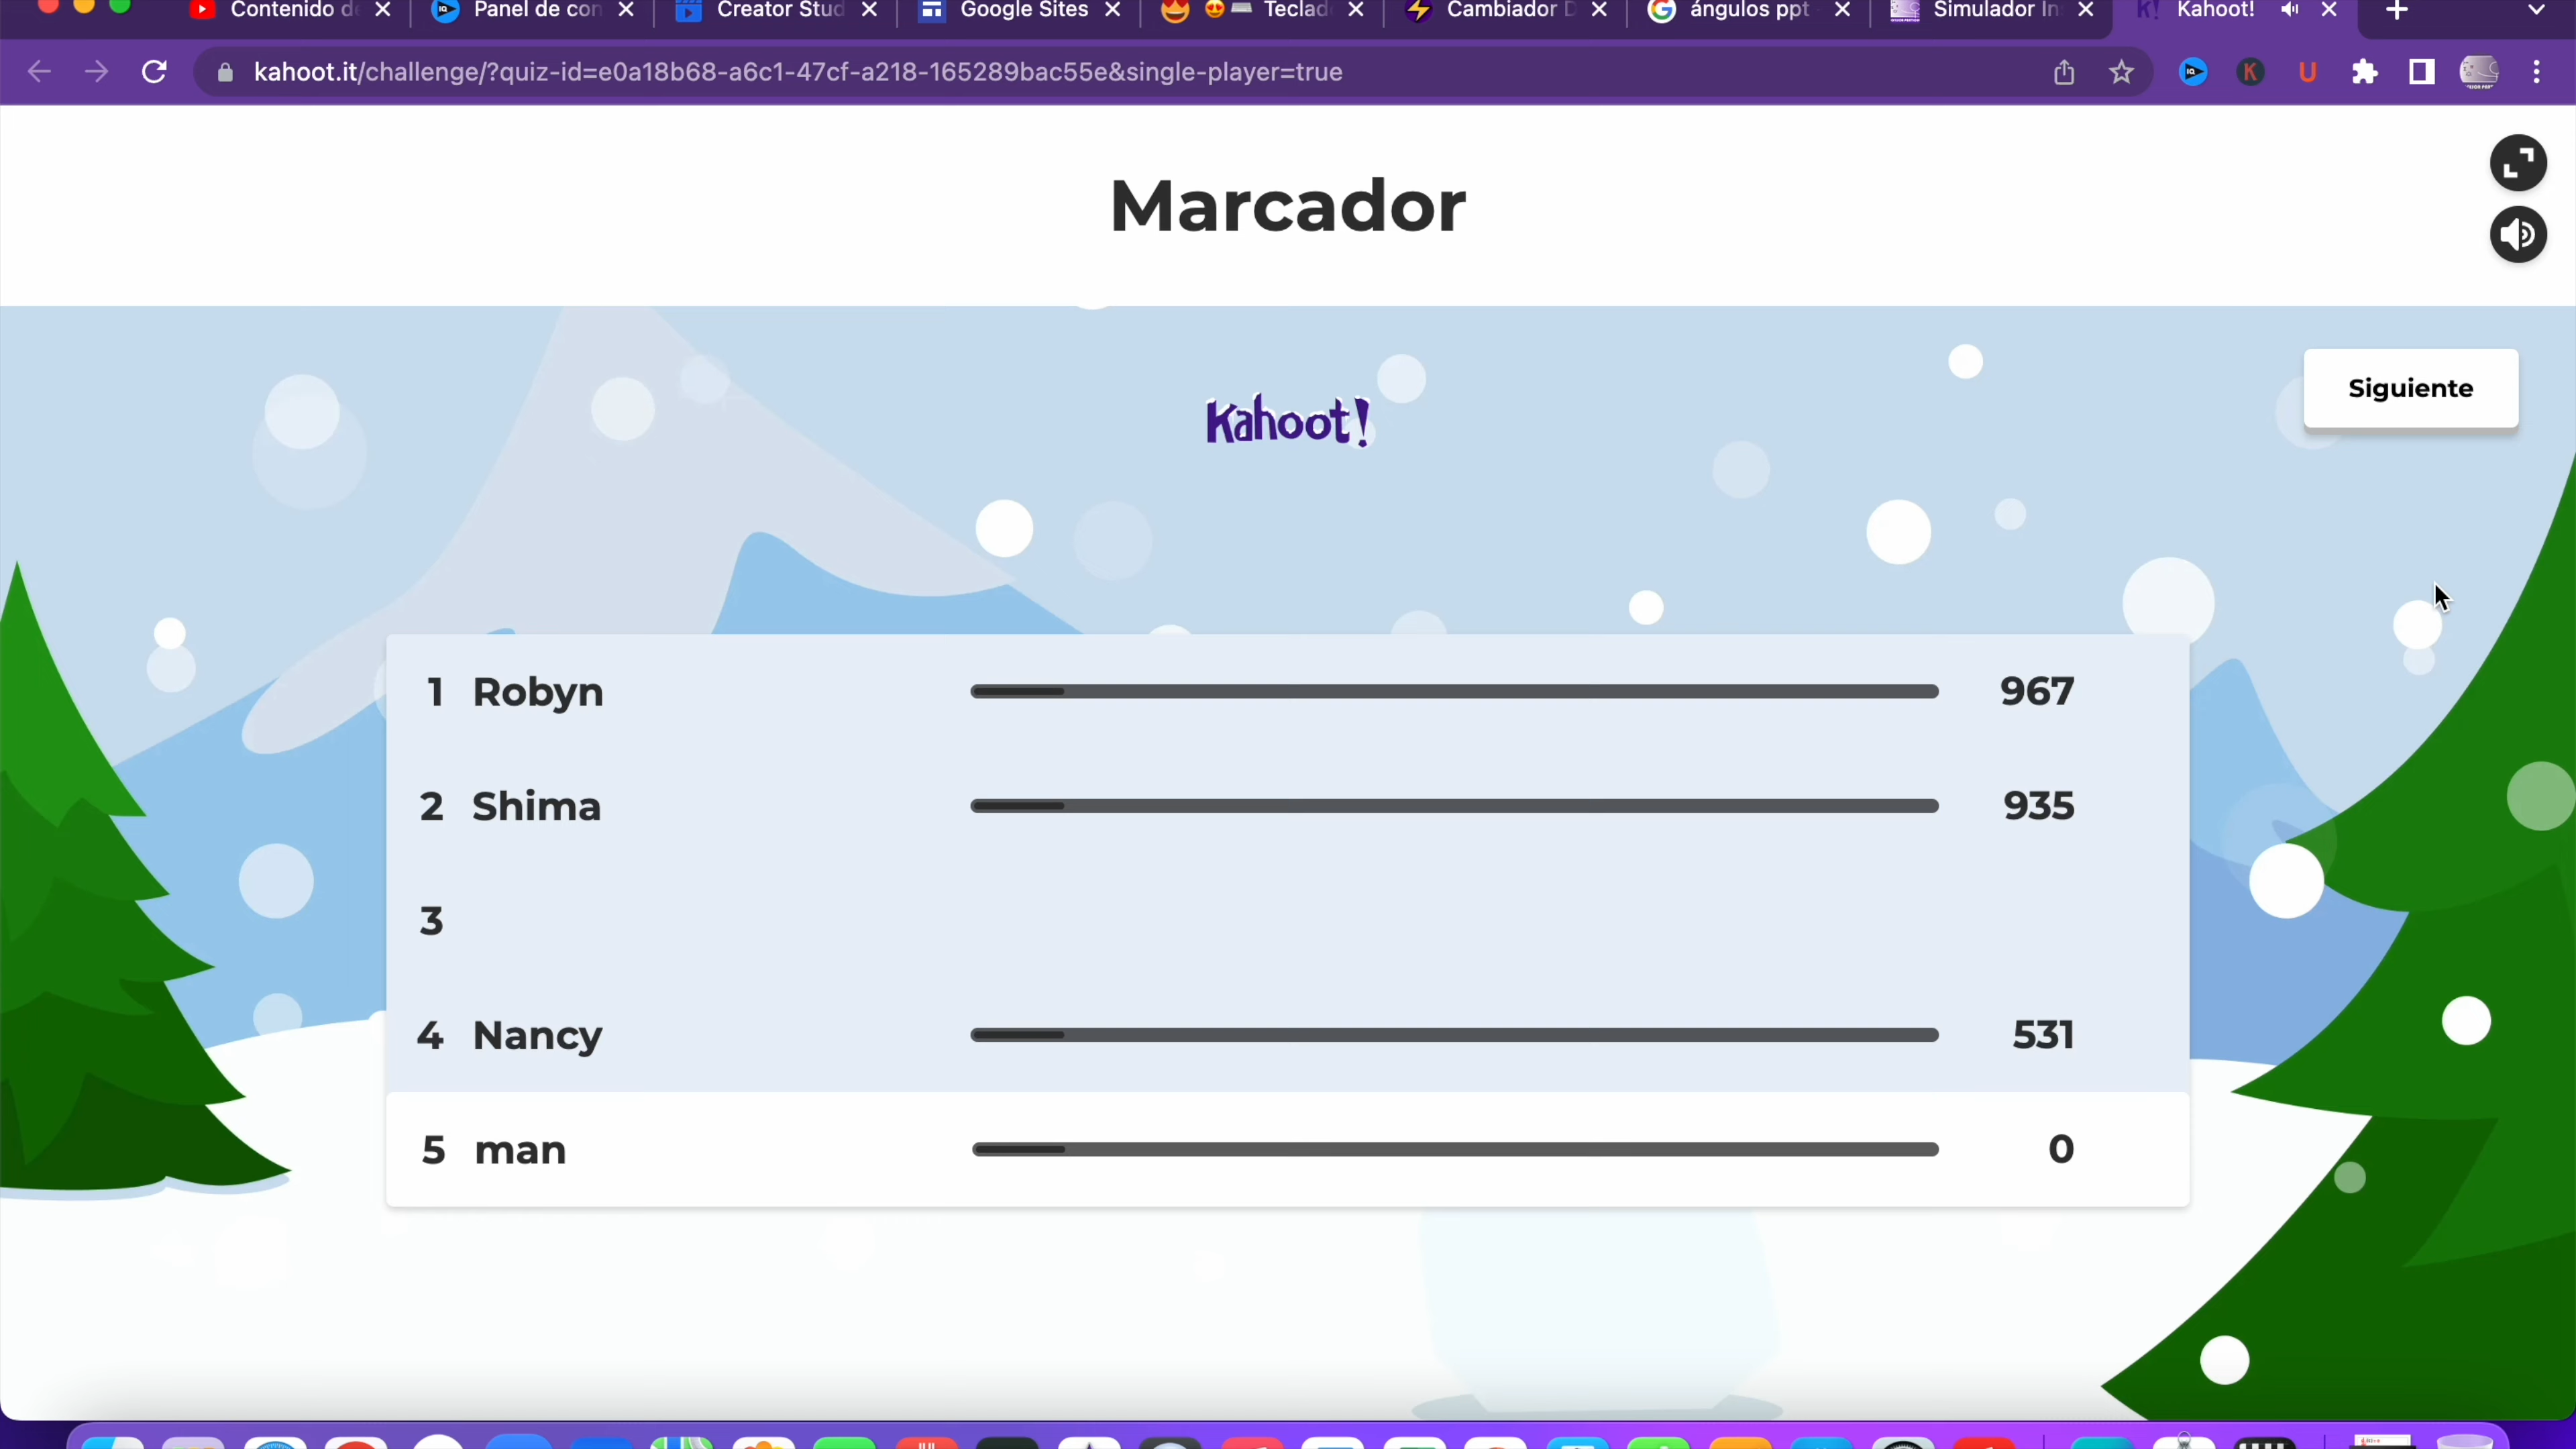 Contenido de
Panel de con
Creator Stud
Google Sites
Teclad
Cambiador D
ángulos ppt
Simulador In
Kahoot!
kahoot.it/challenge/?quiz-id=e0a18b68-a6c1-47cf-a218-165289bac55e&single-player=true
Marcador
Siguiente
Kahoot!
1 Robyn 967
2 Shima 935
3
4 Nancy 531
5 man 0